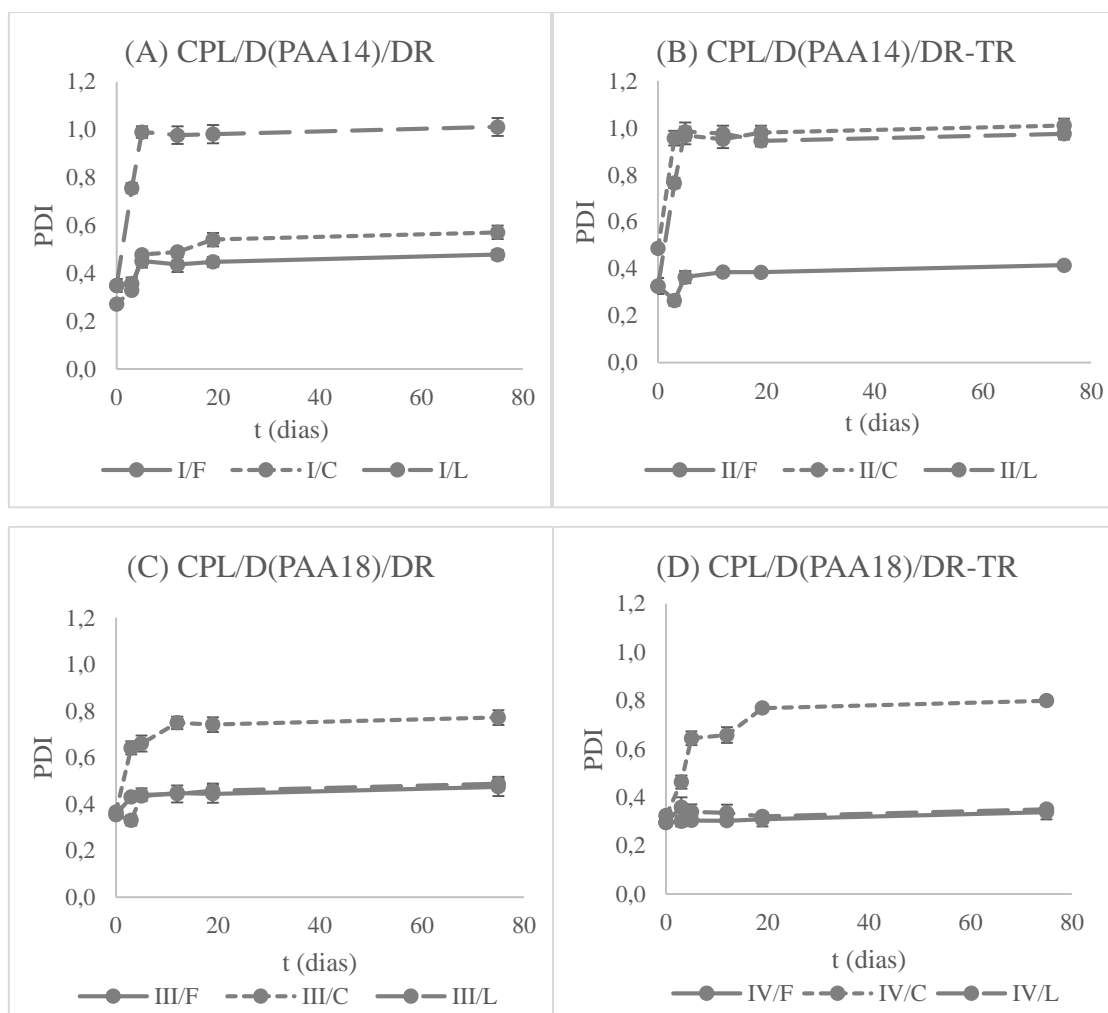 (A) CPL/D(PAA14)/DR
1,2
1,0
0,8
0,6
0,4
0,2
0,0
PDI
0 20 40 60 80
t (dias)
I/F I/C I/L
(B) CPL/D(PAA14)/DR-TR
1,2
1,0
0,8
0,6
0,4
0,2
0,0
PDI
0 20 40 60 80
t (dias)
II/F II/C II/L
(C) CPL/D(PAA18)/DR
1,2
1,0
0,8
0,6
0,4
0,2
0,0
PDI
0 20 40 60 80
t (dias)
III/F III/C III/L
(D) CPL/D(PAA18)/DR-TR
1,2
1,0
0,8
0,6
0,4
0,2
0,0
PDI
0 20 40 60 80
t (dias)
IV/F IV/C IV/L